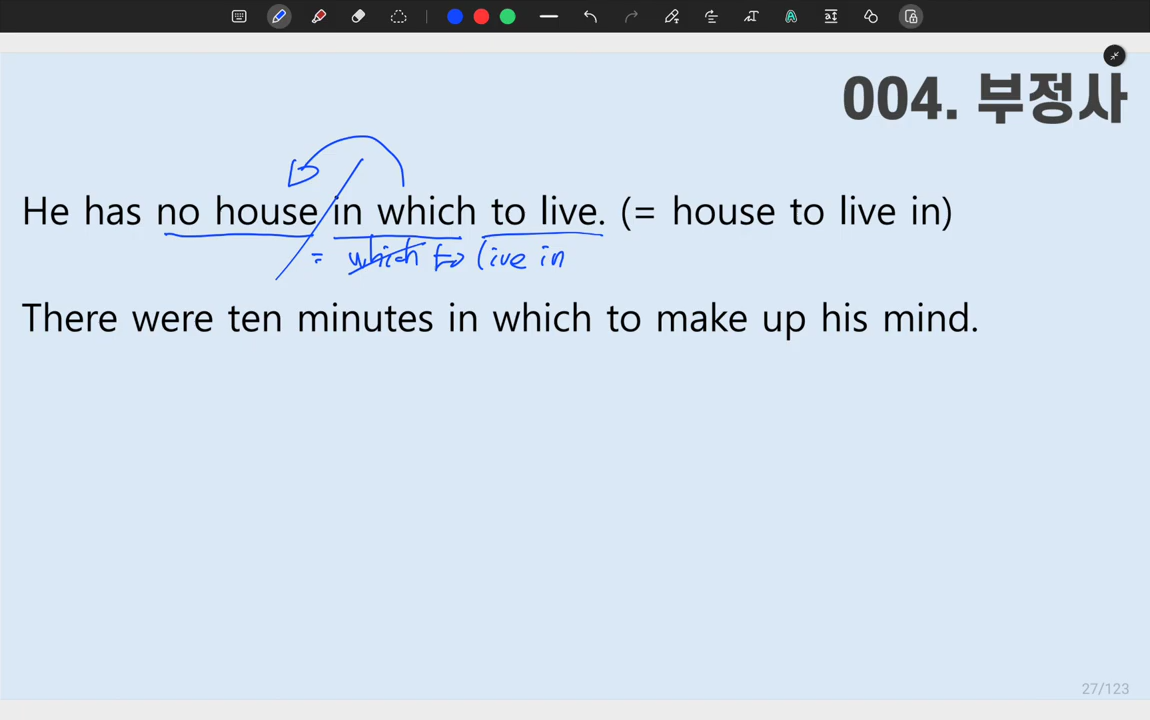 004. 부정사
He has no house in which to live. (= house to live in)
= which to live in
There were ten minutes in which to make up his mind.
27/123